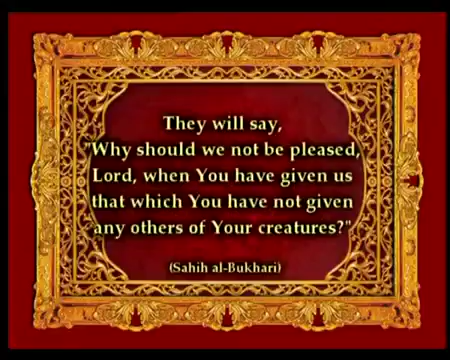 They will say,
"Why should we not be pleased,
Lord, when You have given us
that which You have not given
any others of Your creatures?"
(Sahih al-Bukhari)